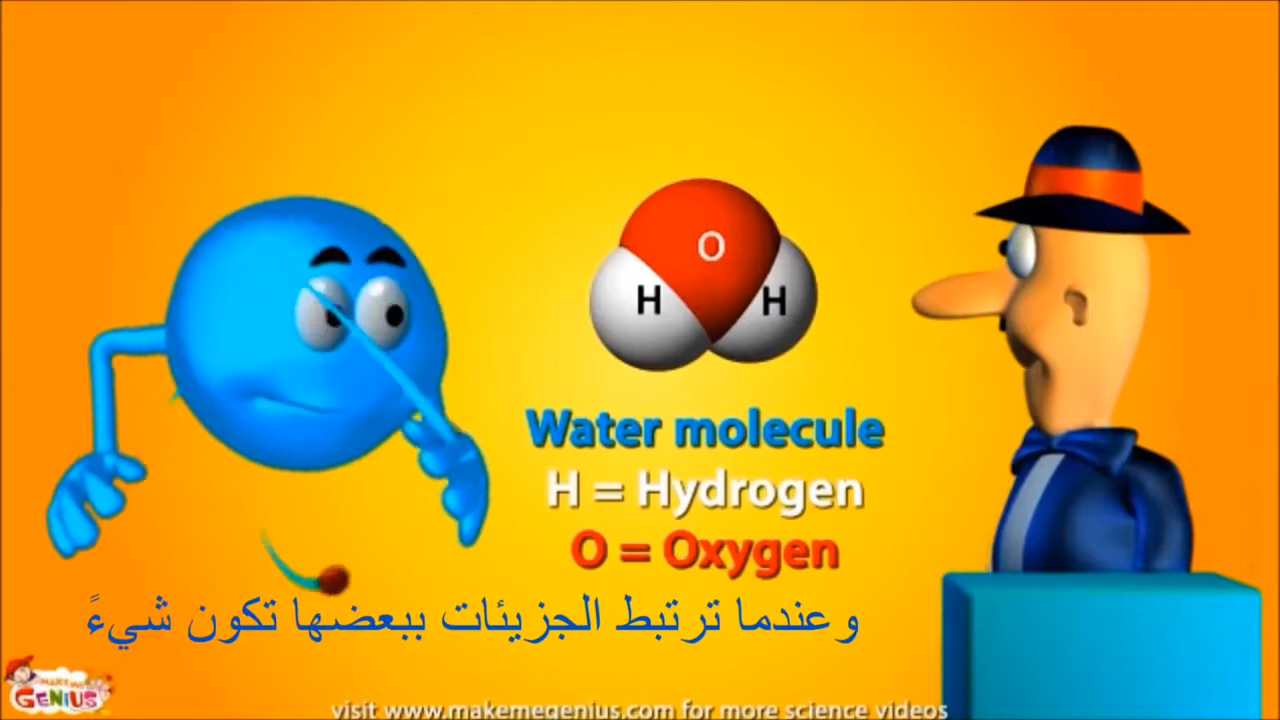 O
H H
Water molecule
H = Hydrogen
O = Oxygen
وعندما ترتبط الجزيئات ببعضها تكون شيءً
GENIUS
visit www.makemegenius.com for more science videos